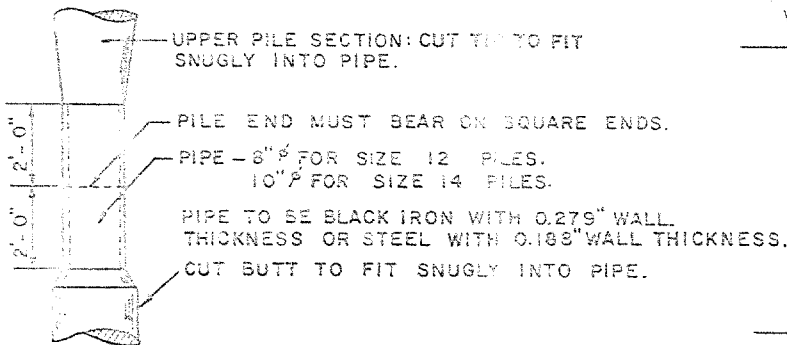 UPPER PILE SECTION: CUT TO FIT
SNUGLY INTO PIPE.
PILE END MUST BEAR ON SQUARE ENDS.
PIPE - 8"ø FOR SIZE 12 PILES.
10"ø FOR SIZE 14 PILES.
PIPE TO BE BLACK IRON WITH 0.279" WALL
THICKNESS OR STEEL WITH 0.188" WALL THICKNESS.
CUT BUTT TO FIT SNUGLY INTO PIPE.
2'-0"
2'-0"